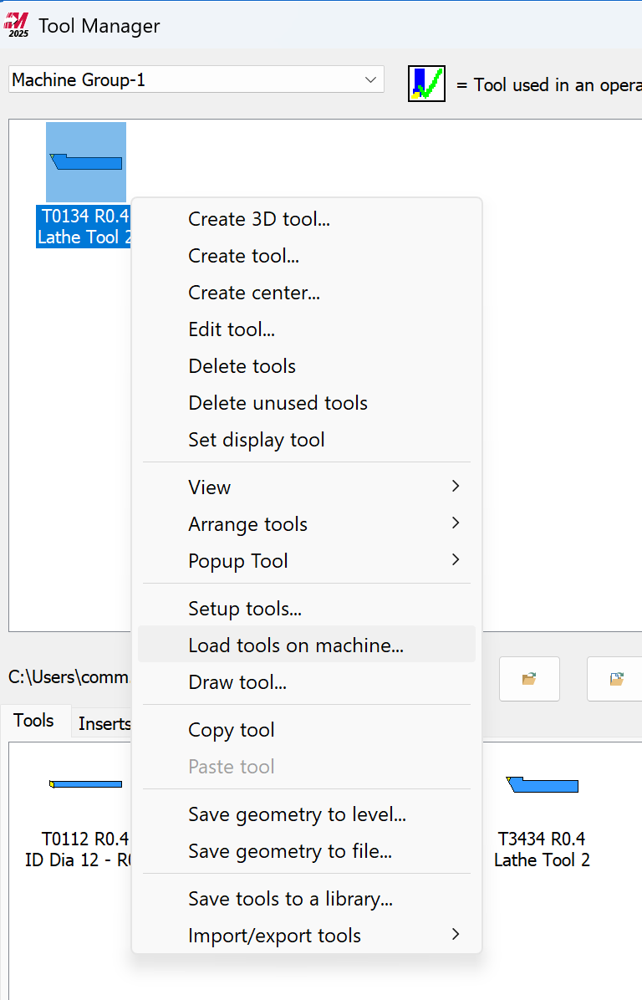 2025
Tool Manager
Machine Group-1
= Tool used in an opera
T0134 R0.4
Lathe Tool 2
Create 3D tool...
Create tool...
Create center...
Edit tool...
Delete tools
Delete unused tools
Set display tool
View
Arrange tools
Popup Tool
Setup tools...
Load tools on machine...
Draw tool...
Copy tool
Paste tool
Save geometry to level...
Save geometry to file...
Save tools to a library...
Import/export tools
C:\Users\comm
Tools
Inserts
T0112 R0.4
ID Dia 12 - R0
T3434 R0.4
Lathe Tool 2